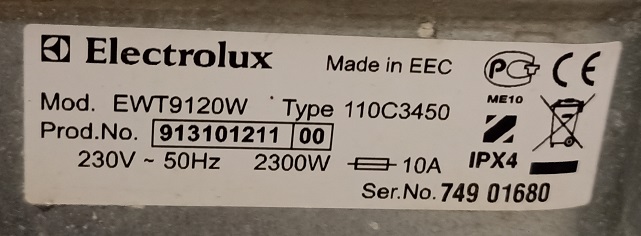 Electrolux Made in EEC
ME10
Mod. EWT9120W Type 110C3450
Prod.No. 913101211 00
230V ~ 50Hz 2300W 10A IPX4
Ser.No. 749 01680